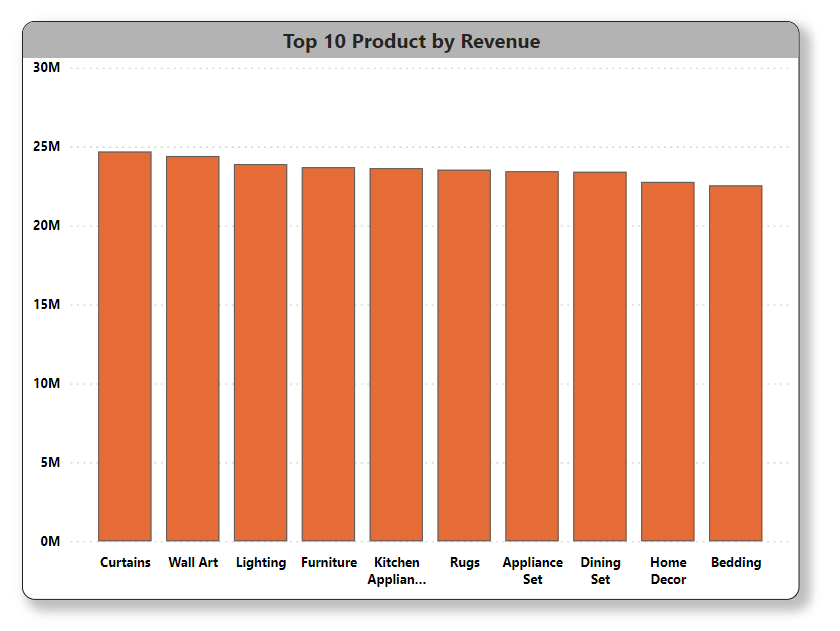 Top 10 Product by Revenue
30M
25M
20M
15M
10M
5M
0M
Curtains
Wall Art
Lighting
Furniture
Kitchen
Applian...
Rugs
Appliance
Set
Dining
Set
Home
Decor
Bedding